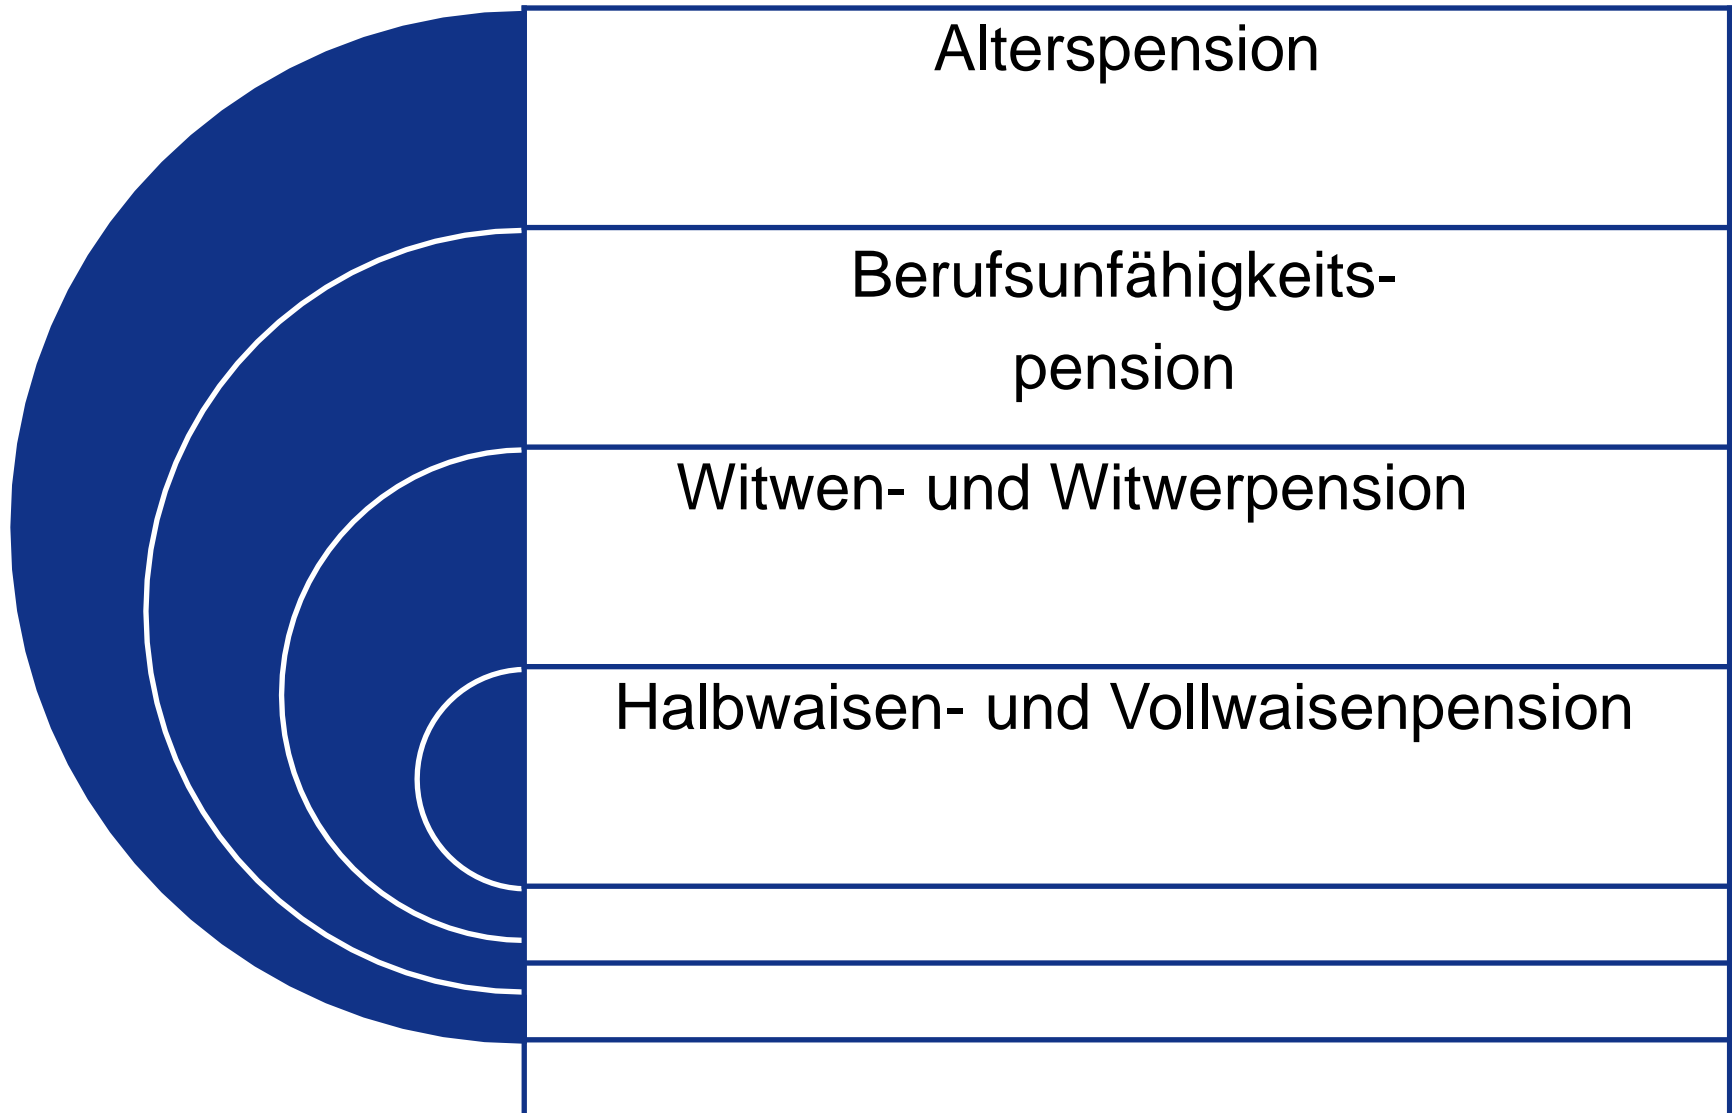 Alterspension
Berufsunfähigkeits-
pension
Witwen- und Witwerpension
Halbwaisen- und Vollwaisenpension